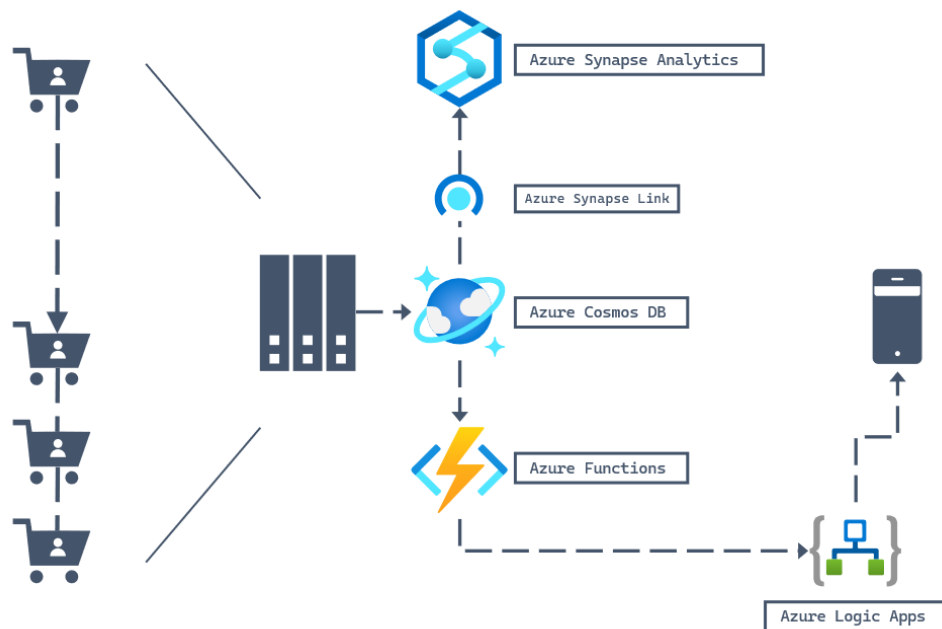 Azure Synapse Analytics
Azure Synapse Link
Azure Cosmos DB
Azure Functions
Azure Logic Apps